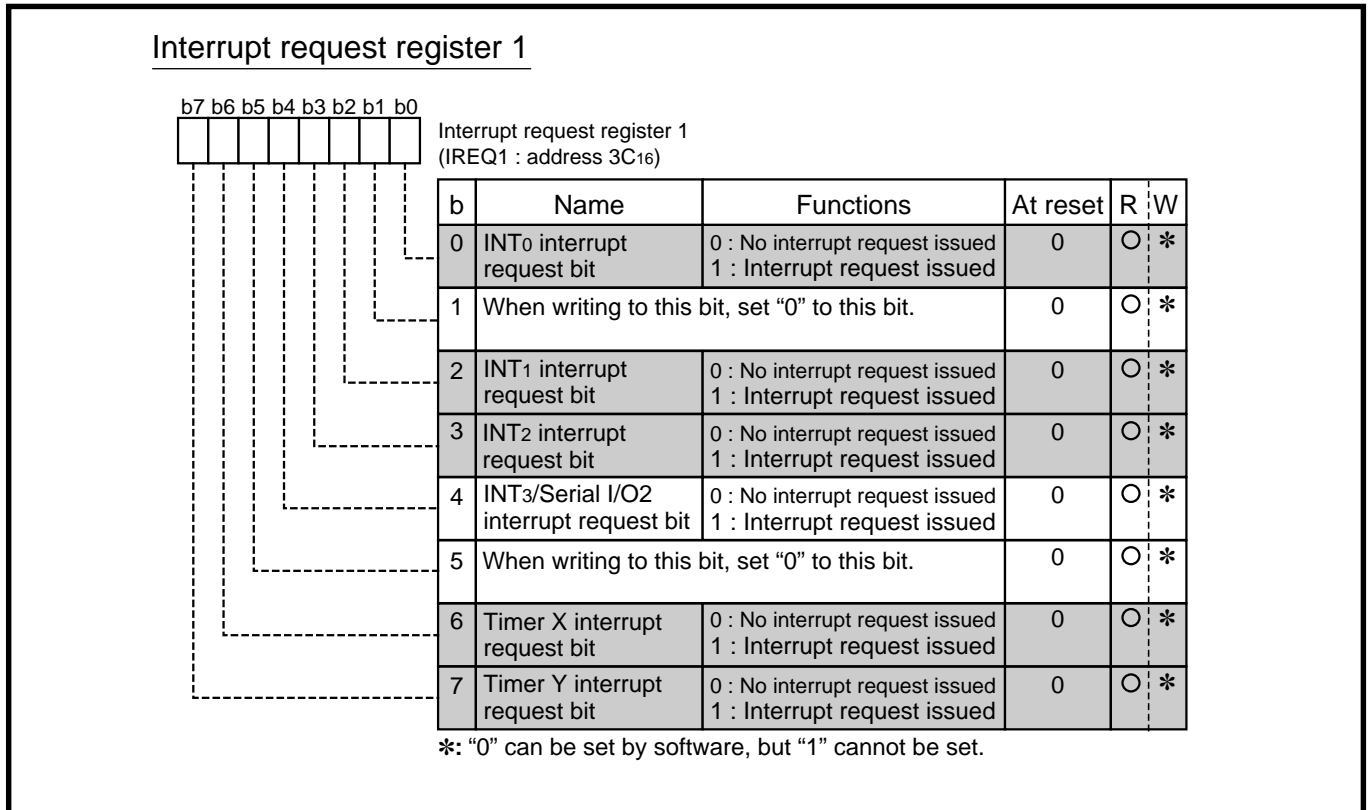 Interrupt request register 1
b7 b6 b5 b4 b3 b2 b1 b0
Interrupt request register 1
(IREQ1 : address 3C16)
b Name Functions At reset R W
0 INT0 interrupt request bit 0 : No interrupt request issued 1 : Interrupt request issued 0 O ✻
1 When writing to this bit, set “0” to this bit. 0 O ✻
2 INT1 interrupt request bit 0 : No interrupt request issued 1 : Interrupt request issued 0 O ✻
3 INT2 interrupt request bit 0 : No interrupt request issued 1 : Interrupt request issued 0 O ✻
4 INT3/Serial I/O2 interrupt request bit 0 : No interrupt request issued 1 : Interrupt request issued 0 O ✻
5 When writing to this bit, set “0” to this bit. 0 O ✻
6 Timer X interrupt request bit 0 : No interrupt request issued 1 : Interrupt request issued 0 O ✻
7 Timer Y interrupt request bit 0 : No interrupt request issued 1 : Interrupt request issued 0 O ✻
✻: “0” can be set by software, but “1” cannot be set.